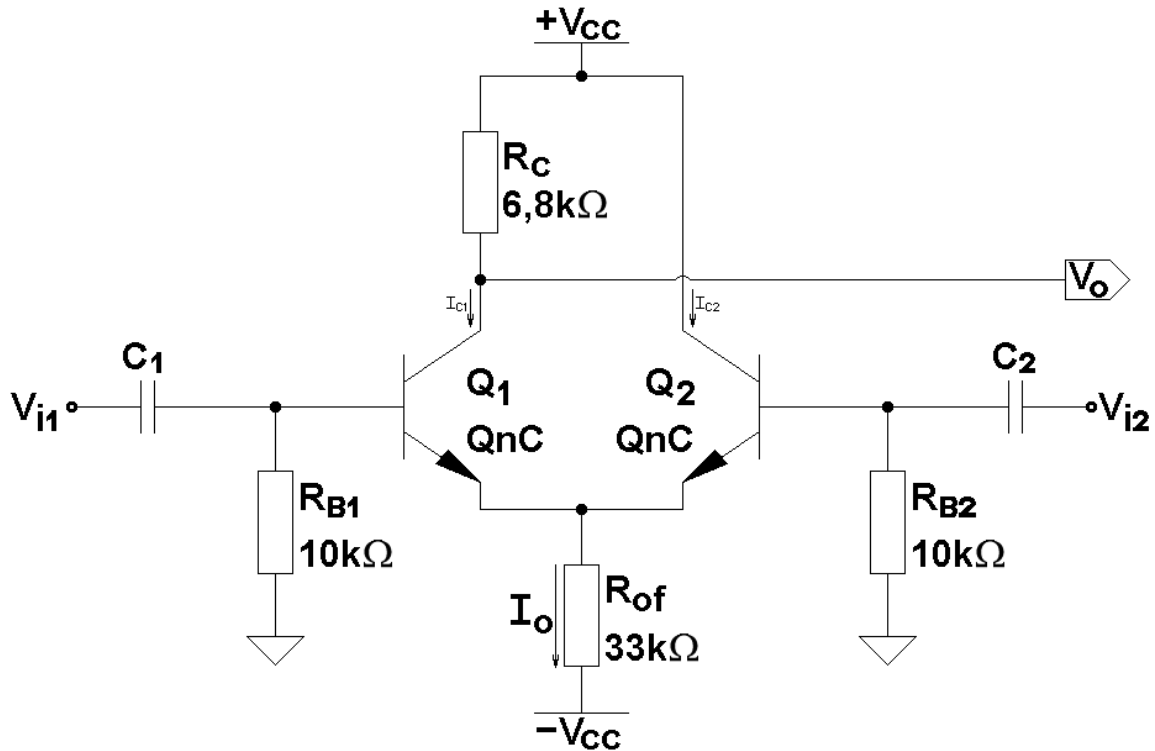 +VCC
RC
6,8kΩ
Vo
IC1
IC2
C1
C2
Vi1
Q1
Q2
Vi2
QnC
QnC
RB1
10kΩ
RB2
10kΩ
Io
Rof
33kΩ
−VCC